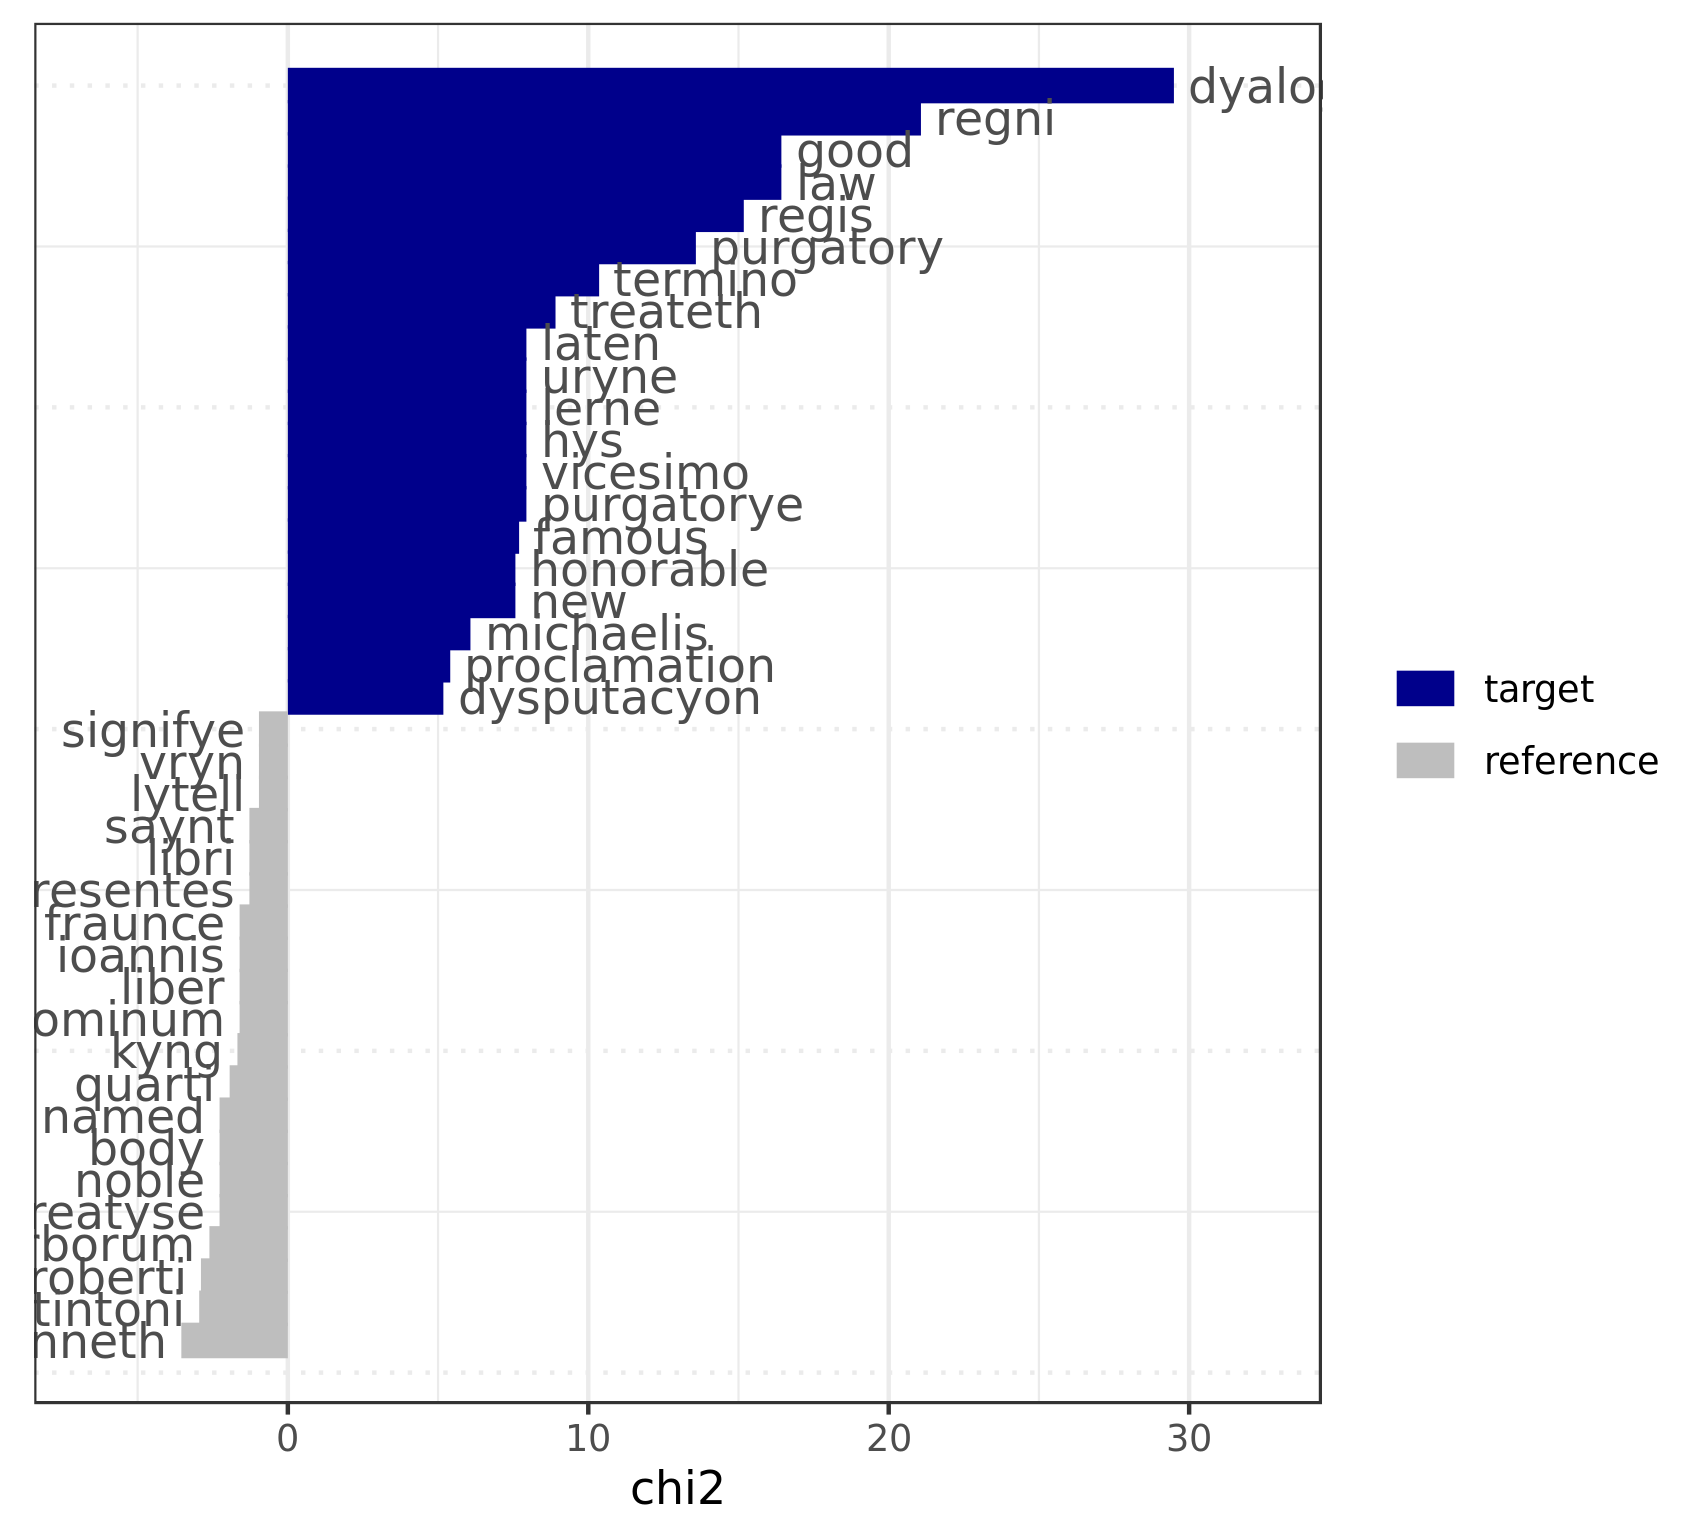 dyalo
regni
good
law
regis
purgatory
termino
treateth
laten
uryne
lerne
hys
vicesimo
purgatorye
famous
honorable
new
michaelis
proclamation
dysputacyon
signifye
vryn
lytell
saynt
libri
resentes
fraunce
ioannis
liber
ominum
kyng
quarti
named
body
noble
reatyse
rborum
roberti
tintoni
nneth
target
reference
0 10 20 30
chi2